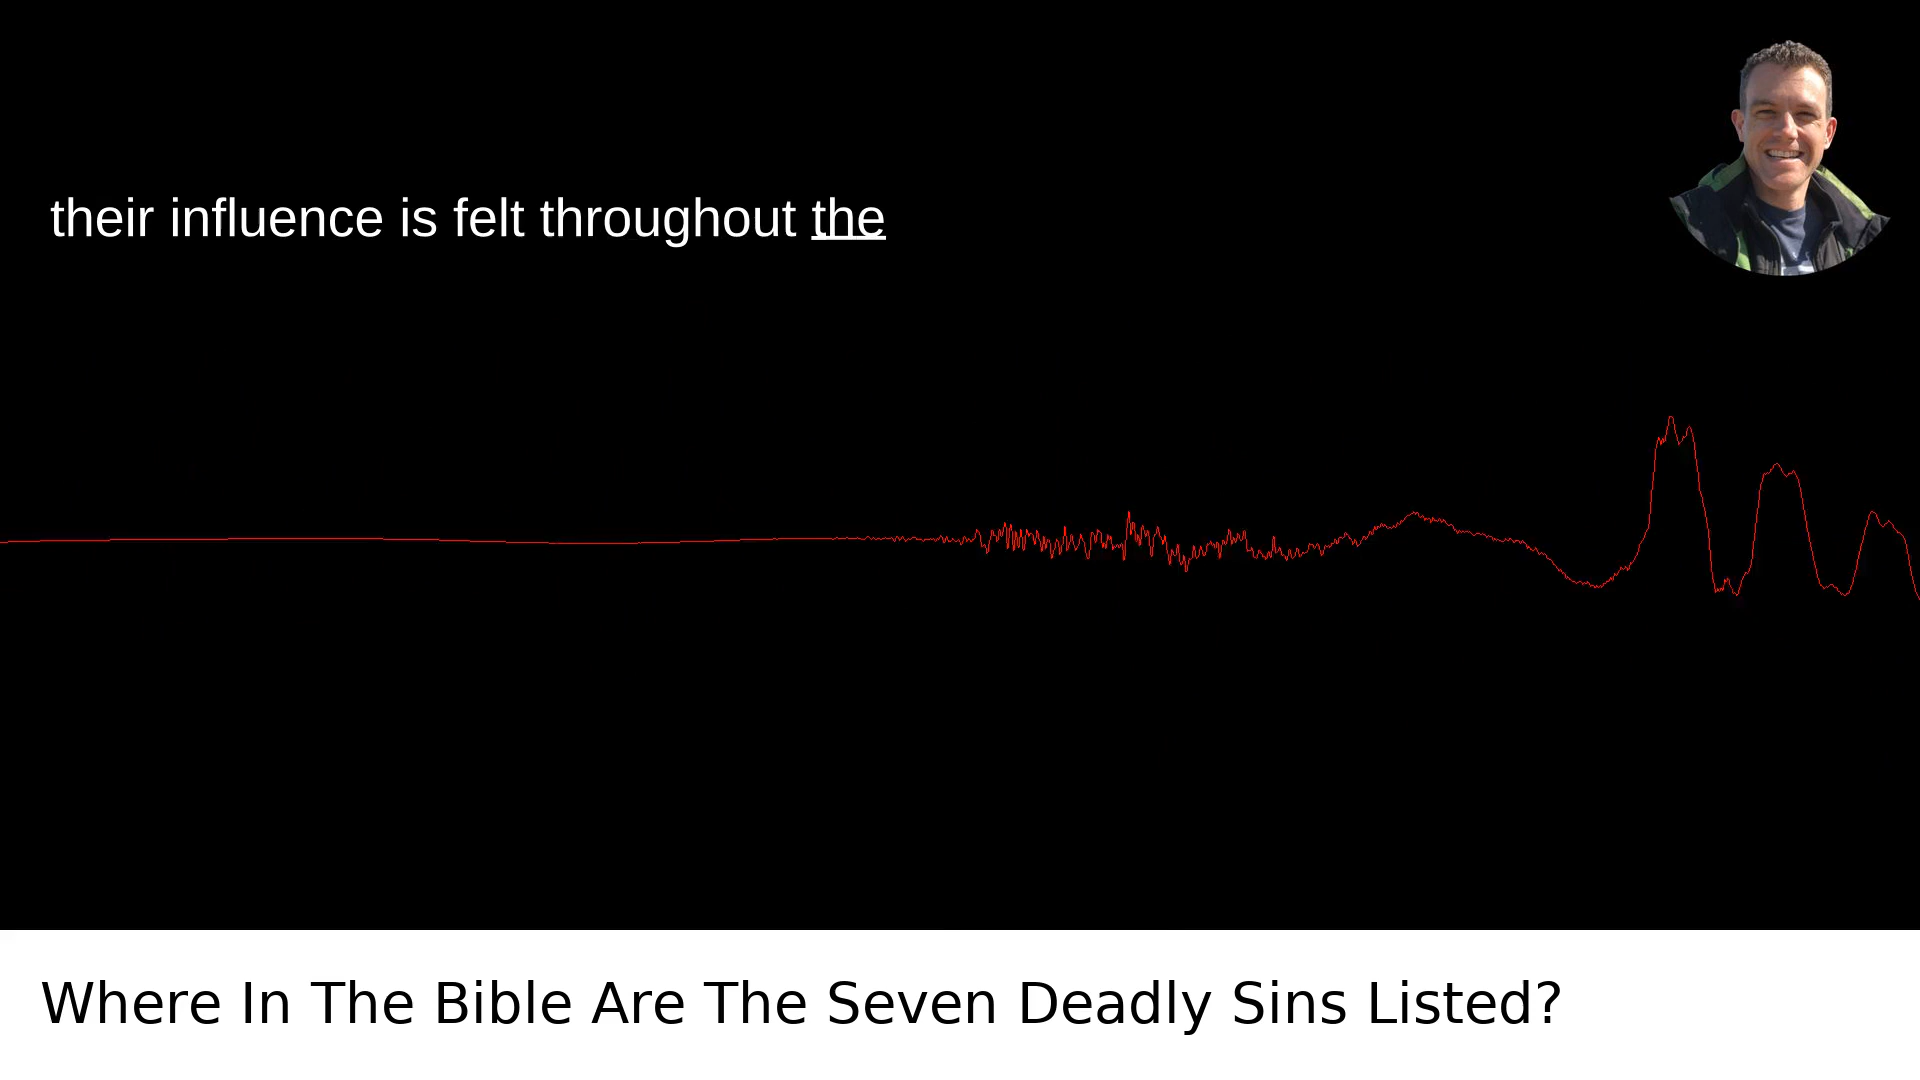 their influence is felt throughout the
Where In The Bible Are The Seven Deadly Sins Listed?